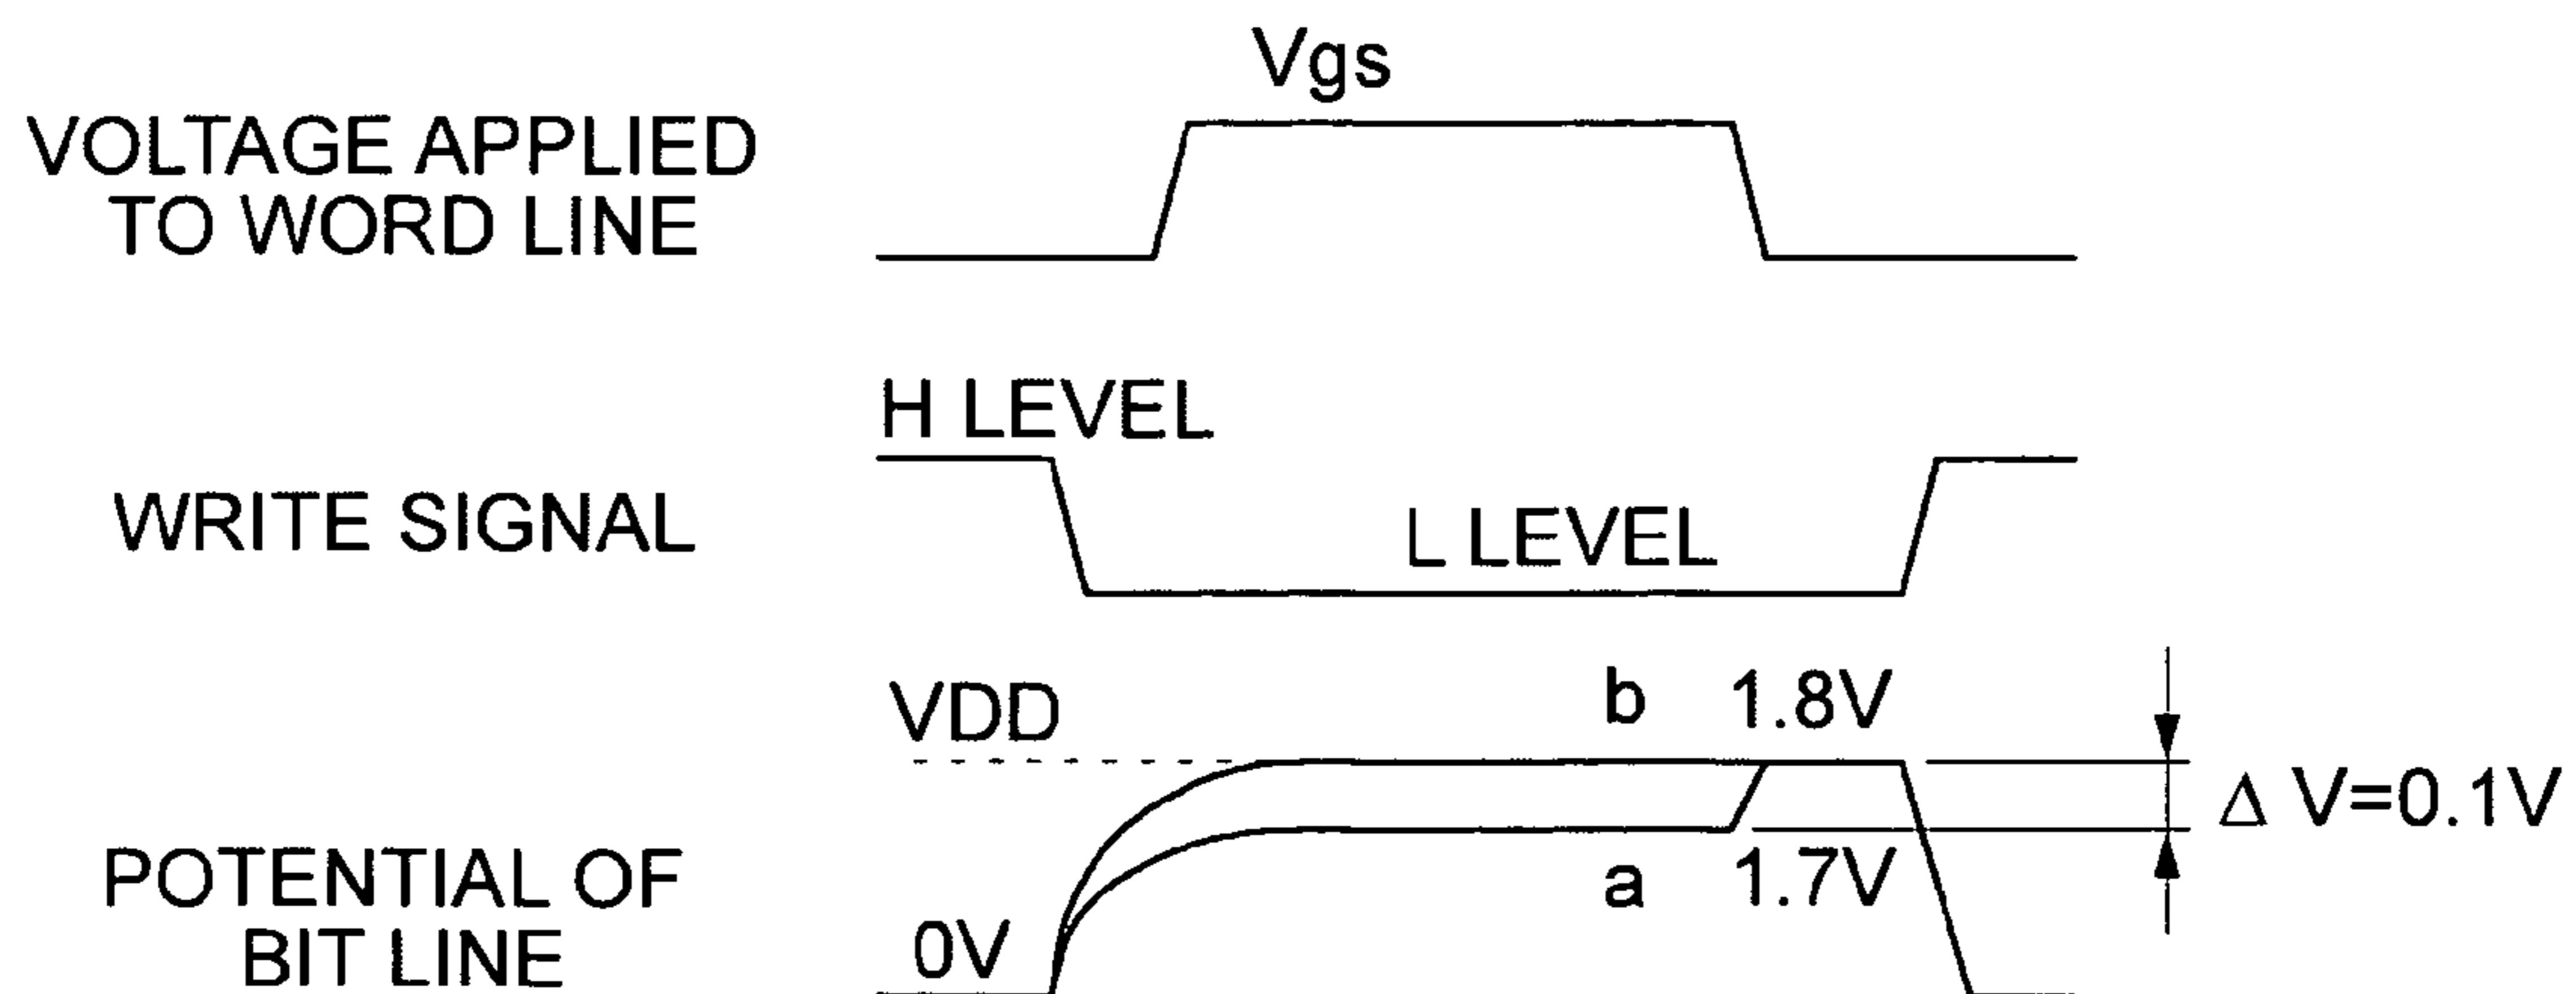 Vgs
VOLTAGE APPLIED
TO WORD LINE
H LEVEL
WRITE SIGNAL
L LEVEL
VDD
b 1.8V
Δ V=0.1V
POTENTIAL OF
BIT LINE
a 1.7V
0V